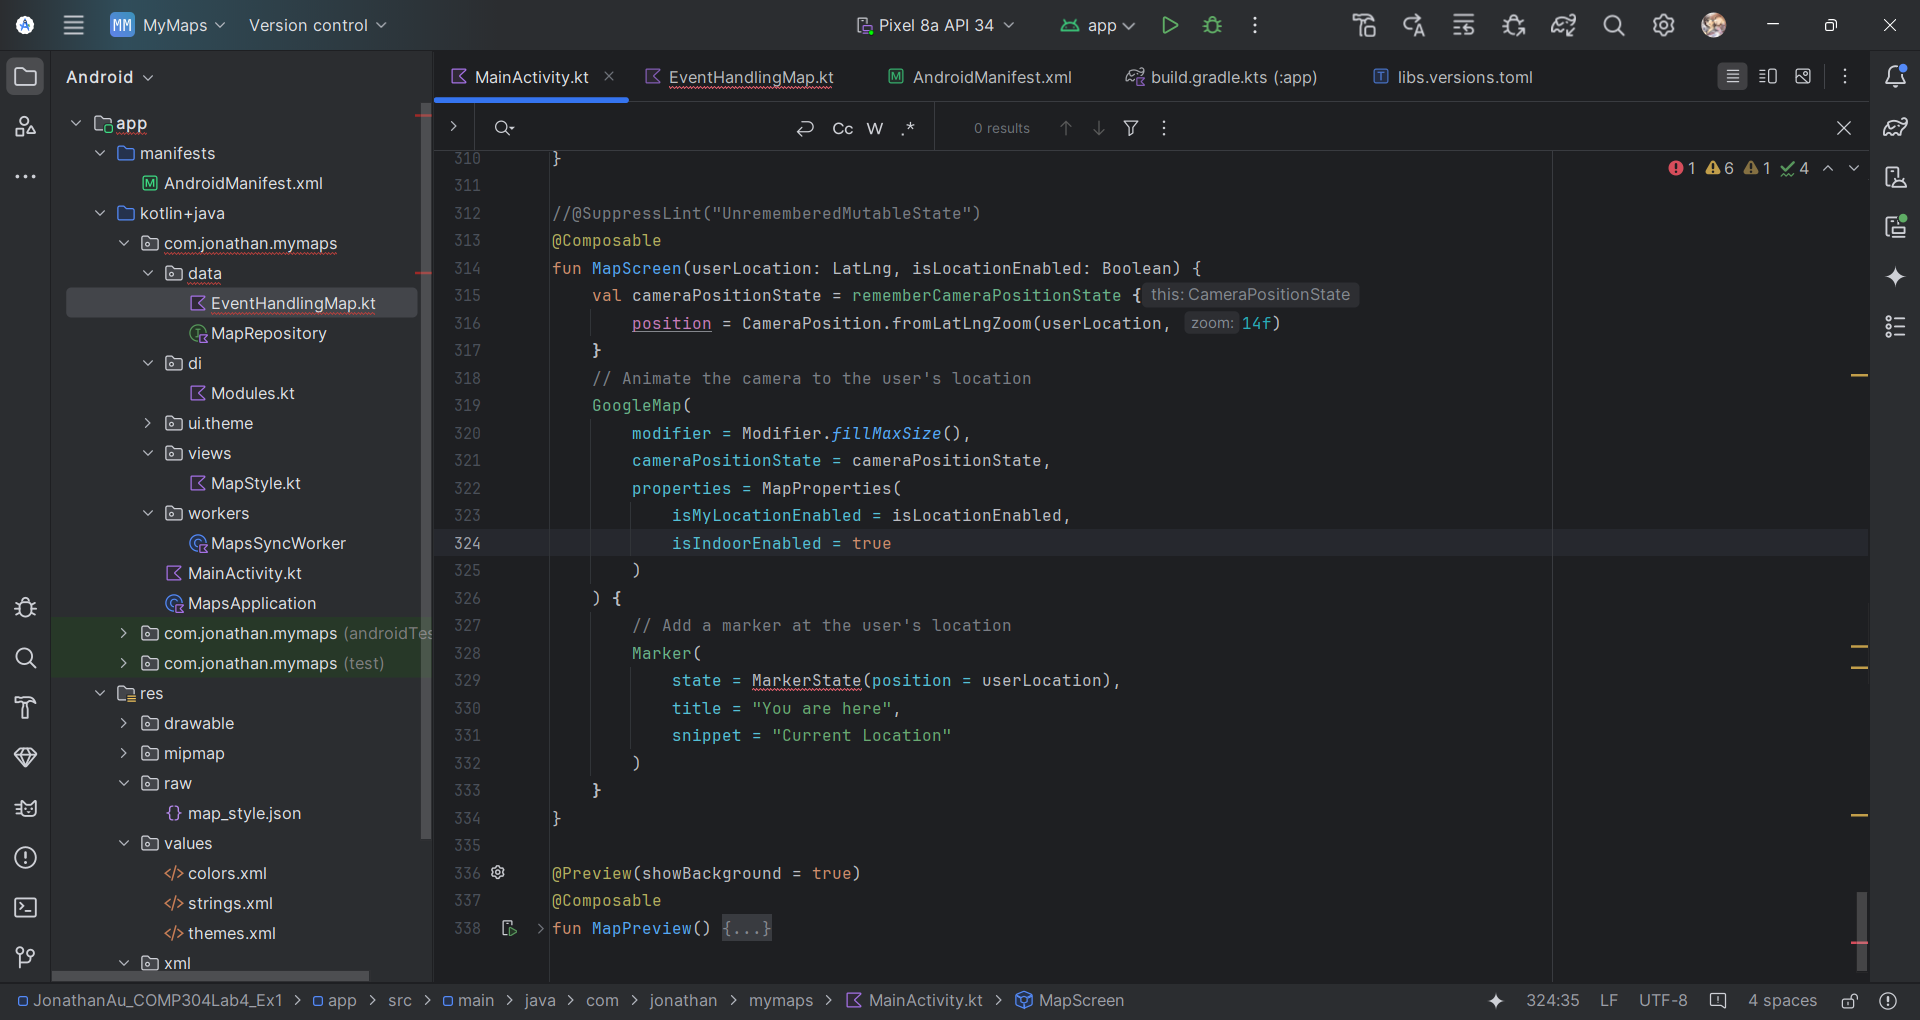 MM MyMaps Version control Pixel 8a API 34 app
Android
MainActivity.kt EventHandlingMap.kt AndroidManifest.xml build.gradle.kts (:app) libs.versions.toml
Cc W .* 0 results
app
manifests
AndroidManifest.xml
kotlin+java
com.jonathan.mymaps
data
EventHandlingMap.kt
MapRepository
di
Modules.kt
ui.theme
views
MapStyle.kt
workers
MapsSyncWorker
MainActivity.kt
MapsApplication
com.jonathan.mymaps (androidTes
com.jonathan.mymaps (test)
res
drawable
mipmap
raw
map_style.json
values
colors.xml
strings.xml
themes.xml
xml
1 6 1 4
310 }
311
312 //@SuppressLint("UnrememberedMutableState")
313 @Composable
314 fun MapScreen(userLocation: LatLng, isLocationEnabled: Boolean) {
315 val cameraPositionState = rememberCameraPositionState { this: CameraPositionState
316 position = CameraPosition.fromLatLngZoom(userLocation, zoom: 14f)
317 }
318 // Animate the camera to the user's location
319 GoogleMap(
320 modifier = Modifier.fillMaxSize(),
321 cameraPositionState = cameraPositionState,
322 properties = MapProperties(
323 isMyLocationEnabled = isLocationEnabled,
324 isIndoorEnabled = true
325 )
326 ) {
327 // Add a marker at the user's location
328 Marker(
329 state = MarkerState(position = userLocation),
330 title = "You are here",
331 snippet = "Current Location"
332 )
333 }
334 }
335
336 @Preview(showBackground = true)
337 @Composable
338 fun MapPreview() {...}
JonathanAu_COMP304Lab4_Ex1 > app > src > main > java > com > jonathan > mymaps > MainActivity.kt > MapScreen 324:35 LF UTF-8 4 spaces